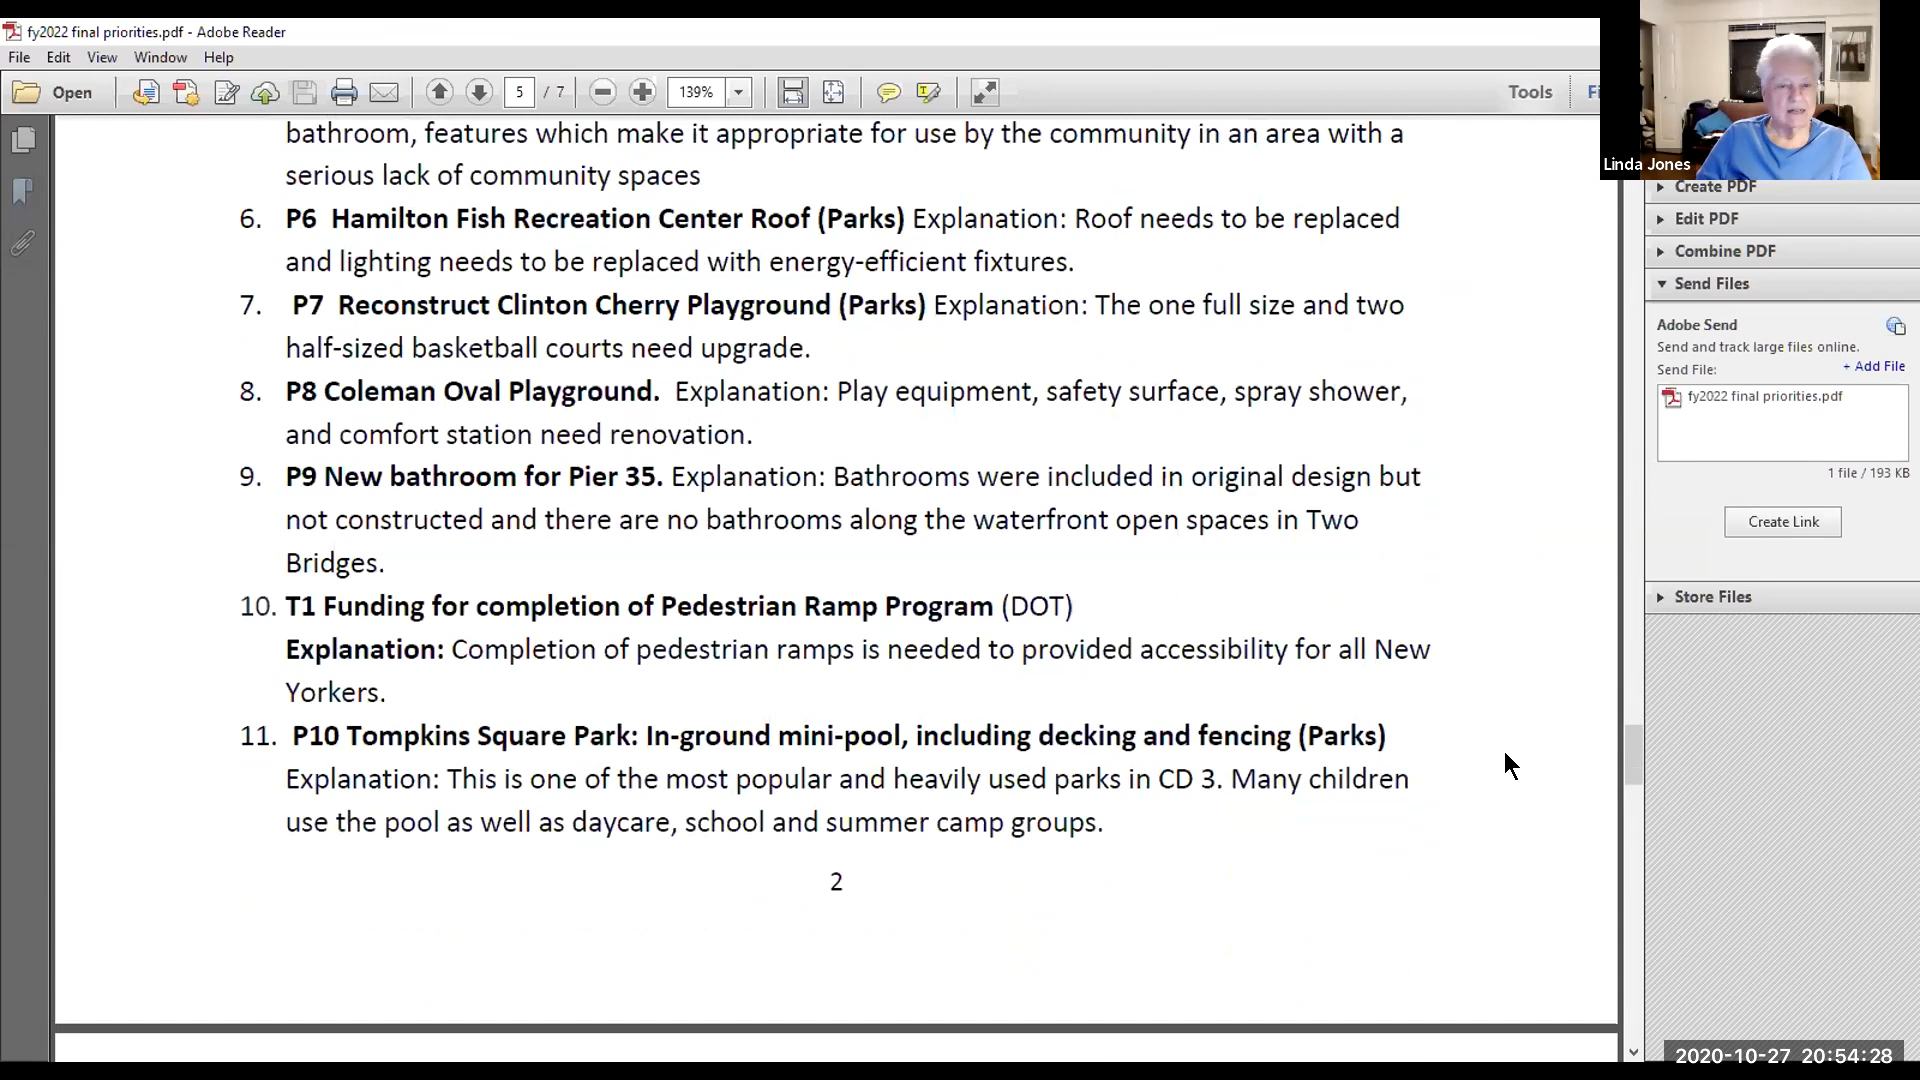 fy2022 final priorities.pdf - Adobe Reader
File Edit View Window Help
Open 5 / 7 139% Tools
Linda Jones
bathroom, features which make it appropriate for use by the community in an area with a
serious lack of community spaces
6. P6 Hamilton Fish Recreation Center Roof (Parks) Explanation: Roof needs to be replaced
and lighting needs to be replaced with energy-efficient fixtures.
7. P7 Reconstruct Clinton Cherry Playground (Parks) Explanation: The one full size and two
half-sized basketball courts need upgrade.
8. P8 Coleman Oval Playground. Explanation: Play equipment, safety surface, spray shower,
and comfort station need renovation.
9. P9 New bathroom for Pier 35. Explanation: Bathrooms were included in original design but
not constructed and there are no bathrooms along the waterfront open spaces in Two
Bridges.
10. T1 Funding for completion of Pedestrian Ramp Program (DOT)
Explanation: Completion of pedestrian ramps is needed to provided accessibility for all New
Yorkers.
11. P10 Tompkins Square Park: In-ground mini-pool, including decking and fencing (Parks)
Explanation: This is one of the most popular and heavily used parks in CD 3. Many children
use the pool as well as daycare, school and summer camp groups.
2
Create PDF
Edit PDF
Combine PDF
Send Files
Adobe Send
Send and track large files online.
Send File:
+ Add File
fy2022 final priorities.pdf
1 file / 193 KB
Create Link
Store Files
2020-10-27 20:54:28